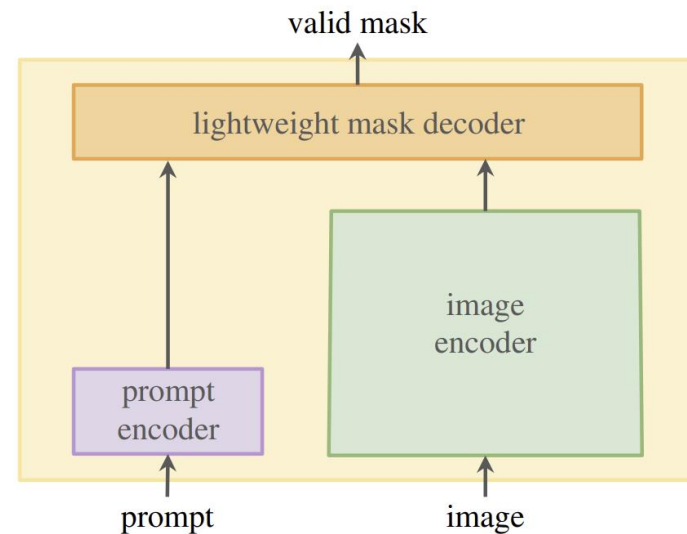 valid mask
lightweight mask decoder
image
encoder
prompt
encoder
prompt
image